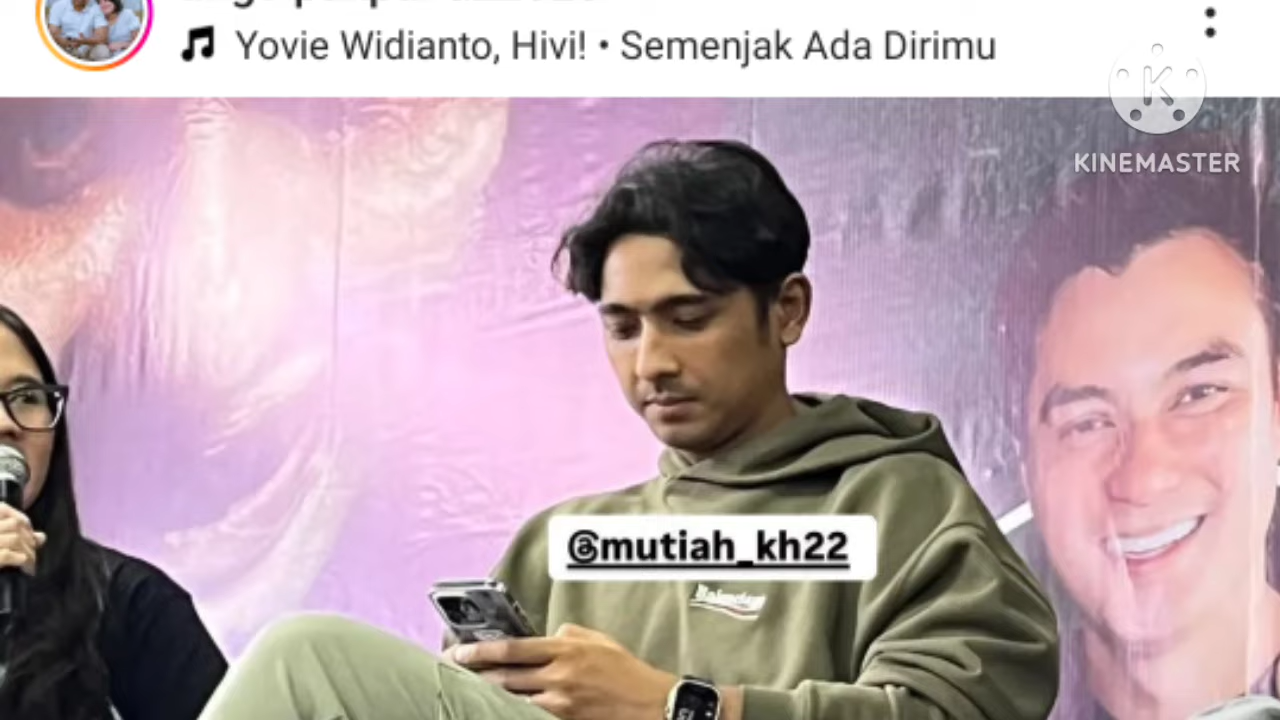 Yovie Widianto, Hivi! • Semenjak Ada Dirimu
K
KINEMASTER
@mutiah_kh22